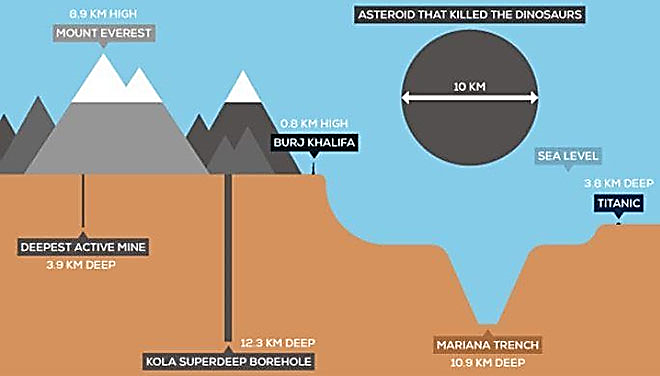 8.9 KM HIGH
MOUNT EVEREST
ASTEROID THAT KILLED THE DINOSAURS
10 KM
0.8 KM HIGH
BURJ KHALIFA
SEA LEVEL
3.8 KM DEEP
TITANIC
DEEPEST ACTIVE MINE
3.9 KM DEEP
12.3 KM DEEP
KOLA SUPERDEEP BOREHOLE
MARIANA TRENCH
10.9 KM DEEP